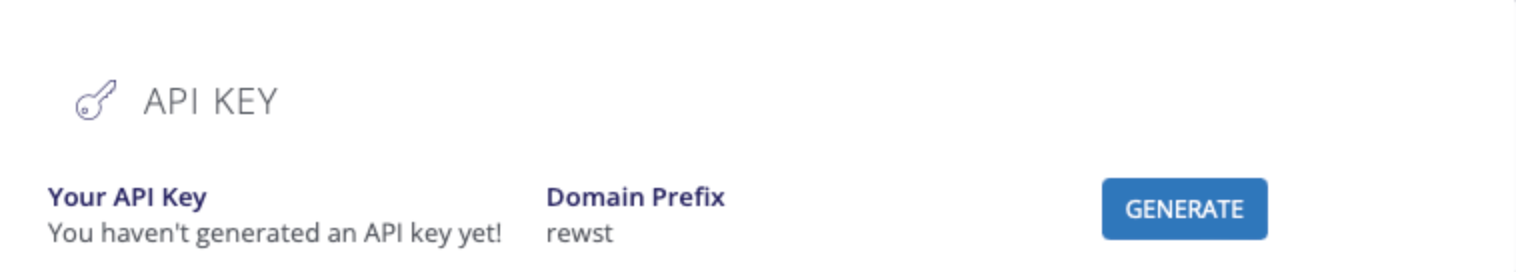 API KEY
Your API Key
You haven't generated an API key yet!
Domain Prefix
rewst
GENERATE